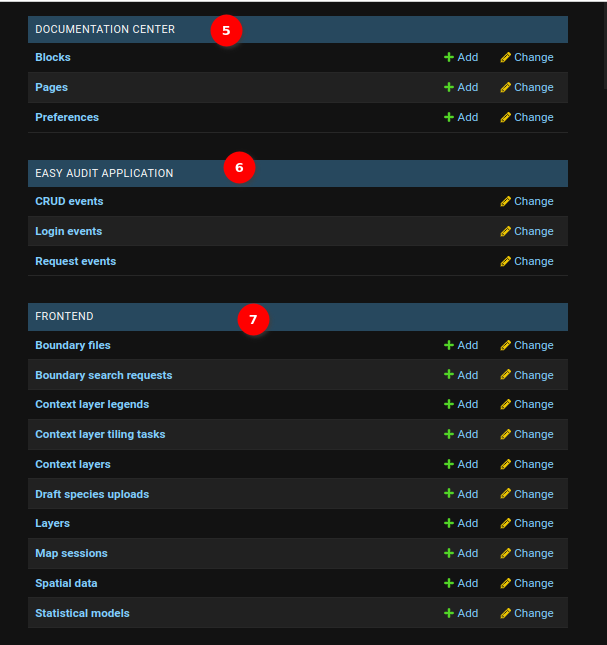 DOCUMENTATION CENTER 5
Blocks Add Change
Pages Add Change
Preferences Add Change
EASY AUDIT APPLICATION 6
CRUD events Change
Login events Change
Request events Change
FRONTEND 7
Boundary files Add Change
Boundary search requests Add Change
Context layer legends Add Change
Context layer tiling tasks Add Change
Context layers Add Change
Draft species uploads Add Change
Layers Add Change
Map sessions Add Change
Spatial data Add Change
Statistical models Add Change